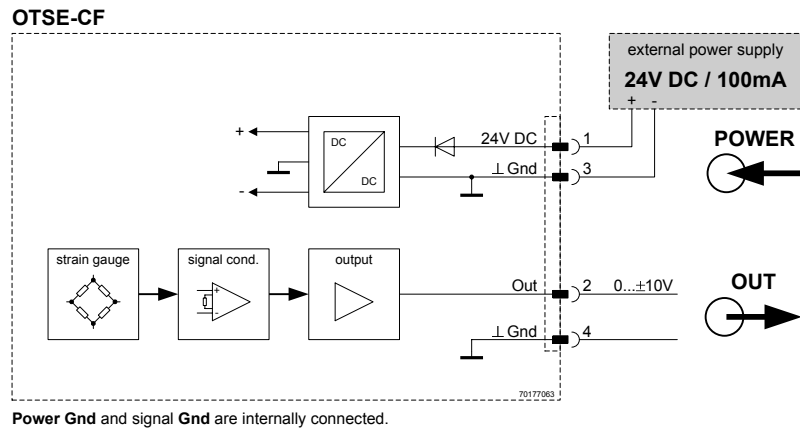 OTSE-CF
external power supply
24V DC / 100mA
+ -
+
DC
DC
-
24V DC
1
⊥ Gnd
3
POWER
strain gauge
signal cond.
+
-
output
Out
2
0...±10V
OUT
⊥ Gnd
4
70177063
Power Gnd and signal Gnd are internally connected.